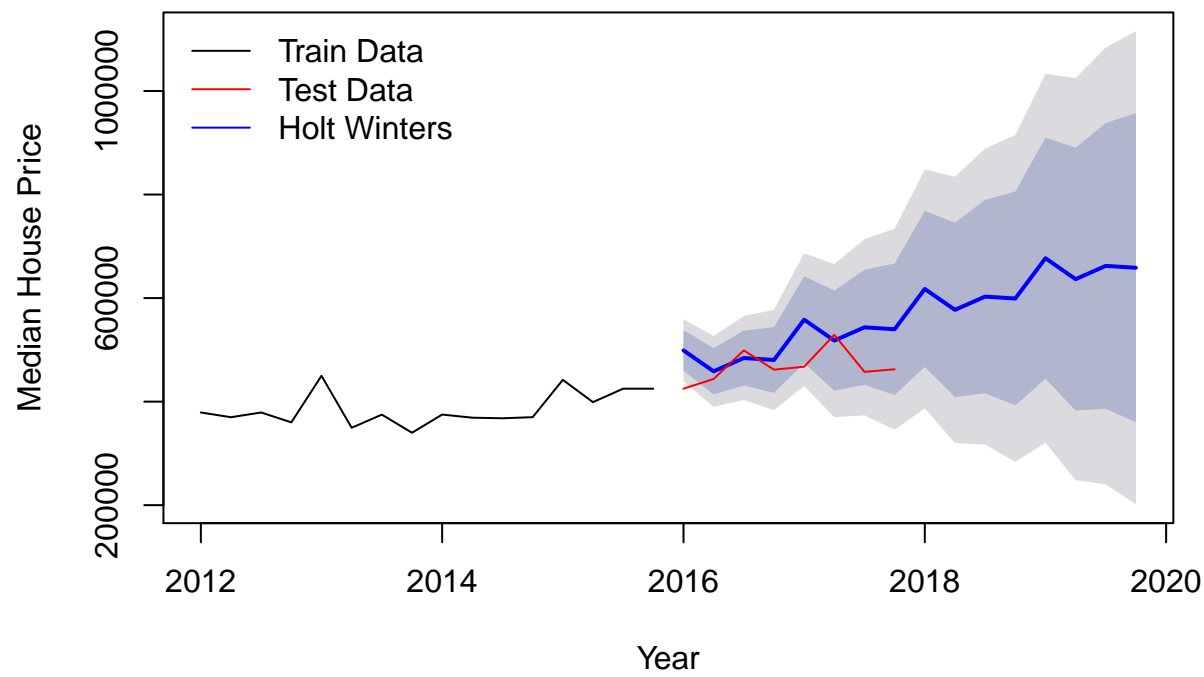 Train Data
Test Data
Holt Winters
Median House Price
1000000
600000
200000
2012 2014 2016 2018 2020
Year